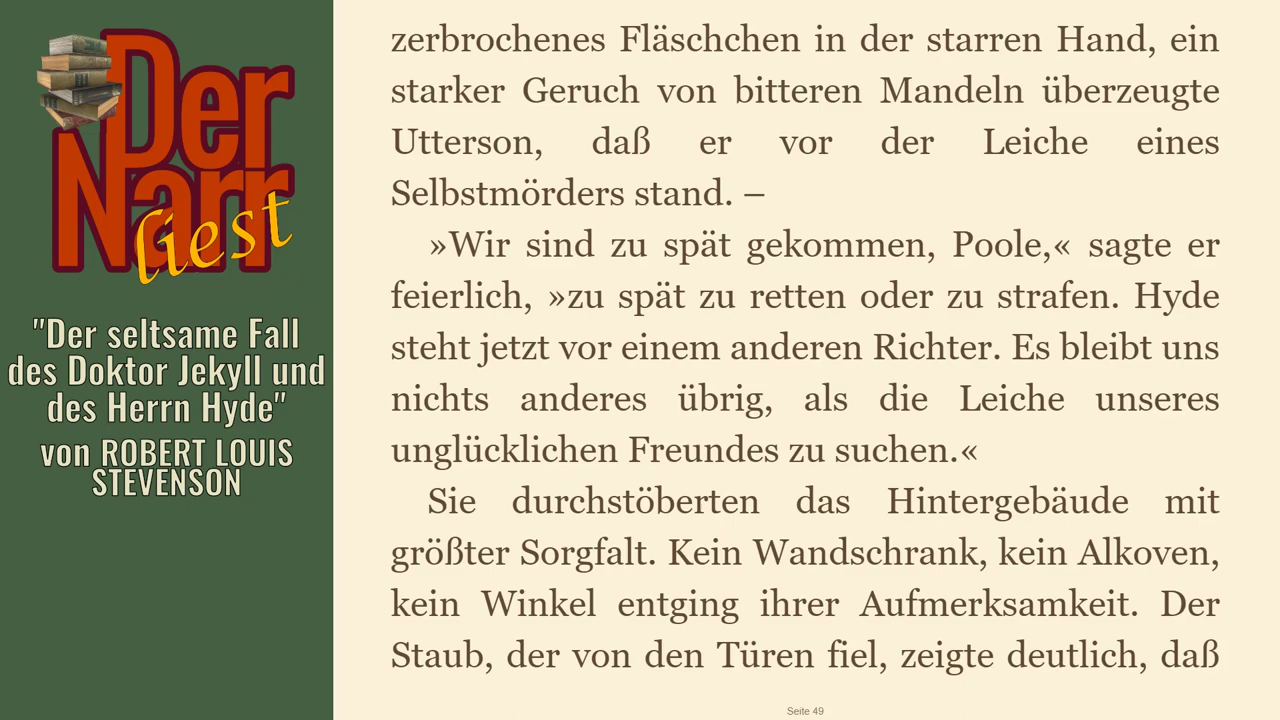 Der
Narr
liest
"Der seltsame Fall
des Doktor Jekyll und
des Herrn Hyde"
von ROBERT LOUIS
STEVENSON
zerbrochenes Fläschchen in der starren Hand, ein
starker Geruch von bitteren Mandeln überzeugte
Utterson, daß er vor der Leiche eines
Selbstmörders stand. –
»Wir sind zu spät gekommen, Poole,« sagte er
feierlich, »zu spät zu retten oder zu strafen. Hyde
steht jetzt vor einem anderen Richter. Es bleibt uns
nichts anderes übrig, als die Leiche unseres
unglücklichen Freundes zu suchen.«
Sie durchstöberten das Hintergebäude mit
größter Sorgfalt. Kein Wandschrank, kein Alkoven,
kein Winkel entging ihrer Aufmerksamkeit. Der
Staub, der von den Türen fiel, zeigte deutlich, daß
Seite 49